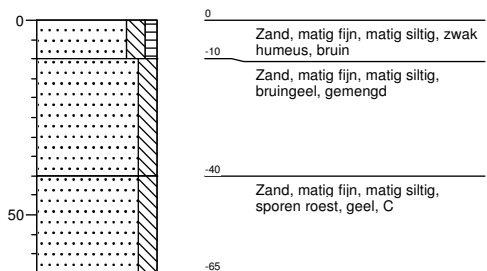 0
0
Zand, matig fijn, matig siltig, zwak
humeus, bruin
-10
Zand, matig fijn, matig siltig,
bruingeel, gemengd
-40
Zand, matig fijn, matig siltig,
sporen roest, geel, C
50
-65